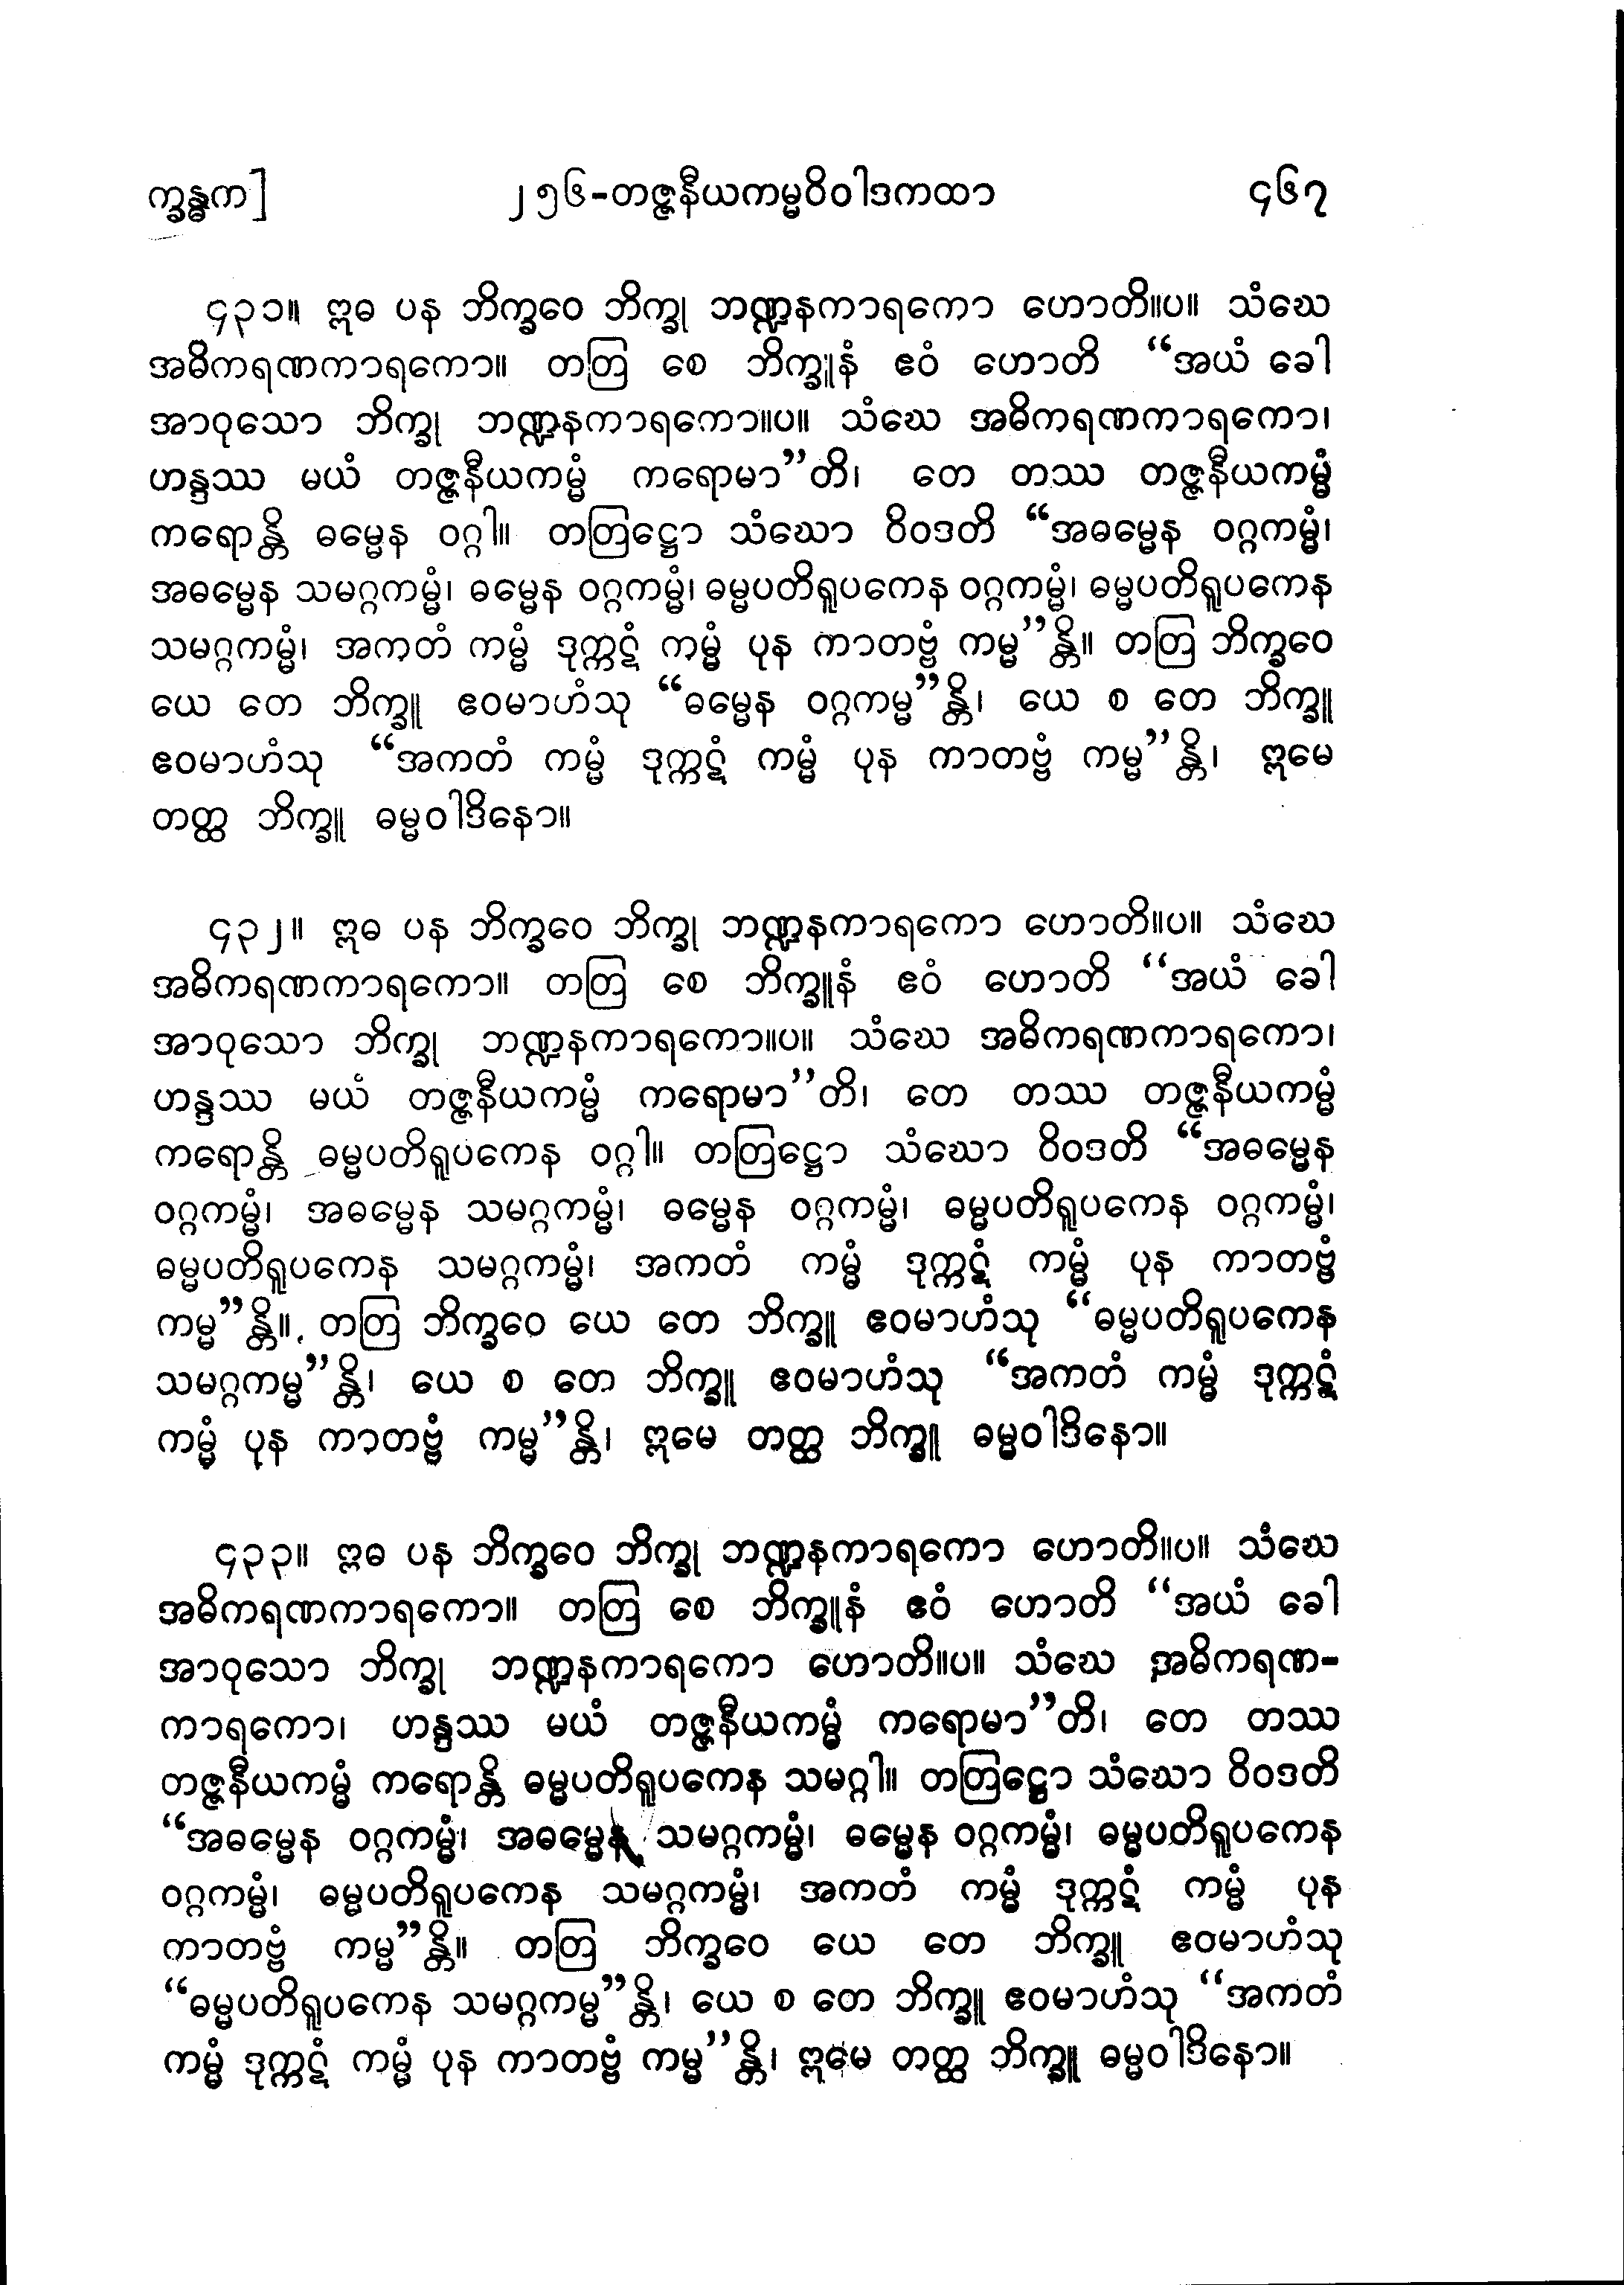 က္ခန္ဓက]
၂၅၆-တဇ္ဇနီယကမ္မဝိဝါဒကထာ
၄၆၇
၄၃၁။ ဣဓ ပန ဘိက္ခဝေ ဘိက္ခု ဘဏ္ဍနကာရကော ဟောတိ။ပ။ သံဃေ
အဓိကရဏကာရကော။ တတြ စေ ဘိက္ခူနံ ဧဝံ ဟောတိ “အယံ ခေါ
အာဝုသော ဘိက္ခု ဘဏ္ဍနကာရကော။ပ။ သံဃေ အဓိကရဏကာရကော၊
ဟန္ဒဿ မယံ တဇ္ဇနီယကမ္မံ ကရောမာ”တိ၊ တေ တဿ တဇ္ဇနီယကမ္မံ
ကရောန္တိ ဓမ္မေန ဝဂ္ဂါ။ တတြဋ္ဌော သံဃော ဝိဝဒတိ “အဓမ္မေန ဝဂ္ဂကမ္မံ၊
အဓမ္မေန သမဂ္ဂကမ္မံ၊ ဓမ္မေန ဝဂ္ဂကမ္မံ၊ ဓမ္မပတိရူပကေန ဝဂ္ဂကမ္မံ၊ ဓမ္မပတိရူပကေန
သမဂ္ဂကမ္မံ၊ အကတံ ကမ္မံ ဒုက္ကဋံ ကမ္မံ ပုန ကာတဗ္ဗံ ကမ္မ”န္တိ။ တတြ ဘိက္ခဝေ
ယေ တေ ဘိက္ခူ ဧဝမာဟံသု “ဓမ္မေန ဝဂ္ဂကမ္မ”န္တိ၊ ယေ စ တေ ဘိက္ခူ
ဧဝမာဟံသု “အကတံ ကမ္မံ ဒုက္ကဋံ ကမ္မံ ပုန ကာတဗ္ဗံ ကမ္မ”န္တိ၊ ဣမေ
တတ္ထ ဘိက္ခူ ဓမ္မဝါဒိနော။
၄၃၂။ ဣဓ ပန ဘိက္ခဝေ ဘိက္ခု ဘဏ္ဍနကာရကော ဟောတိ။ပ။ သံဃေ
အဓိကရဏကာရကော။ တတြ စေ ဘိက္ခူနံ ဧဝံ ဟောတိ “အယံ ခေါ
အာဝုသော ဘိက္ခု ဘဏ္ဍနကာရကော။ပ။ သံဃေ အဓိကရဏကာရကော၊
ဟန္ဒဿ မယံ တဇ္ဇနီယကမ္မံ ကရောမာ”တိ၊ တေ တဿ တဇ္ဇနီယကမ္မံ
ကရောန္တိ ဓမ္မပတိရူပကေန ဝဂ္ဂါ။ တတြဋ္ဌော သံဃော ဝိဝဒတိ “အဓမ္မေန
ဝဂ္ဂကမ္မံ၊ အဓမ္မေန သမဂ္ဂကမ္မံ၊ ဓမ္မေန ဝဂ္ဂကမ္မံ၊ ဓမ္မပတိရူပကေန ဝဂ္ဂကမ္မံ၊
ဓမ္မပတိရူပကေန သမဂ္ဂကမ္မံ၊ အကတံ ကမ္မံ ဒုက္ကဋံ ကမ္မံ ပုန ကာတဗ္ဗံ
ကမ္မ”န္တိ။ တတြ ဘိက္ခဝေ ယေ တေ ဘိက္ခူ ဧဝမာဟံသု “ဓမ္မပတိရူပကေန
သမဂ္ဂကမ္မ”န္တိ၊ ယေ စ တေ ဘိက္ခူ ဧဝမာဟံသု “အကတံ ကမ္မံ ဒုက္ကဋံ
ကမ္မံ ပုန ကာတဗ္ဗံ ကမ္မ”န္တိ၊ ဣမေ တတ္ထ ဘိက္ခူ ဓမ္မဝါဒိနော။
၄၃၃။ ဣဓ ပန ဘိက္ခဝေ ဘိက္ခု ဘဏ္ဍနကာရကော ဟောတိ။ပ။ သံဃေ
အဓိကရဏကာရကော။ တတြ စေ ဘိက္ခူနံ ဧဝံ ဟောတိ “အယံ ခေါ
အာဝုသော ဘိက္ခု ဘဏ္ဍနကာရကော ဟောတိ။ပ။ သံဃေ အဓိကရဏ-
ကာရကော၊ ဟန္ဒဿ မယံ တဇ္ဇနီယကမ္မံ ကရောမာ”တိ၊ တေ တဿ
တဇ္ဇနီယကမ္မံ ကရောန္တိ ဓမ္မပတိရူပကေန သမဂ္ဂါ။ တတြဋ္ဌော သံဃော ဝိဝဒတိ
“အဓမ္မေန ဝဂ္ဂကမ္မံ၊ အဓမ္မေန သမဂ္ဂကမ္မံ၊ ဓမ္မေန ဝဂ္ဂကမ္မံ၊ ဓမ္မပတိရူပကေန
ဝဂ္ဂကမ္မံ၊ ဓမ္မပတိရူပကေန သမဂ္ဂကမ္မံ၊ အကတံ ကမ္မံ ဒုက္ကဋံ ကမ္မံ ပုန
ကာတဗ္ဗံ ကမ္မ”န္တိ။ တတြ ဘိက္ခဝေ ယေ တေ ဘိက္ခူ ဧဝမာဟံသု
“ဓမ္မပတိရူပကေန သမဂ္ဂကမ္မ”န္တိ၊ ယေ စ တေ ဘိက္ခူ ဧဝမာဟံသု “အကတံ
ကမ္မံ ဒုက္ကဋံ ကမ္မံ ပုန ကာတဗ္ဗံ ကမ္မ”န္တိ၊ ဣမေ တတ္ထ ဘိက္ခူ ဓမ္မဝါဒိနော။